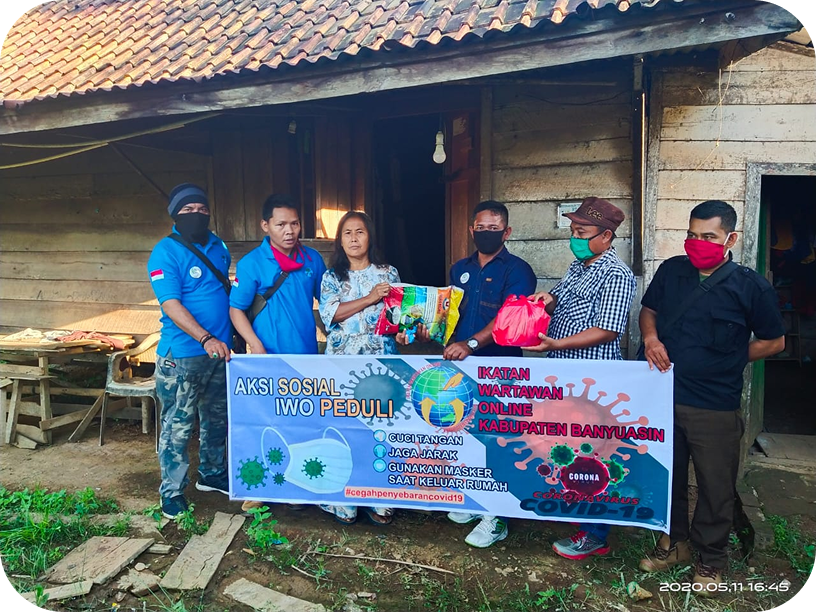 AKSI SOSIAL
IWO PEDULI
CUCI TANGAN
JAGA JARAK
GUNAKAN MASKER
SAAT KELUAR RUMAH
#cegahpenyebarancovid19
IKATAN
WARTAWAN
ONLINE
KABUPATEN BANYUASIN
CORONA
CORONAVIRUS
COVID-19
2020.05.11 16:45